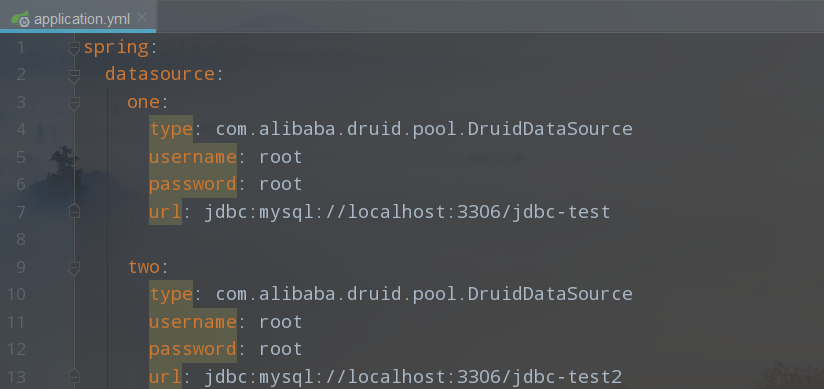 application.yml
1 spring:
2   datasource:
3     one:
4       type: com.alibaba.druid.pool.DruidDataSource
5       username: root
6       password: root
7       url: jdbc:mysql://localhost:3306/jdbc-test
8
9     two:
10       type: com.alibaba.druid.pool.DruidDataSource
11       username: root
12       password: root
13       url: jdbc:mysql://localhost:3306/jdbc-test2